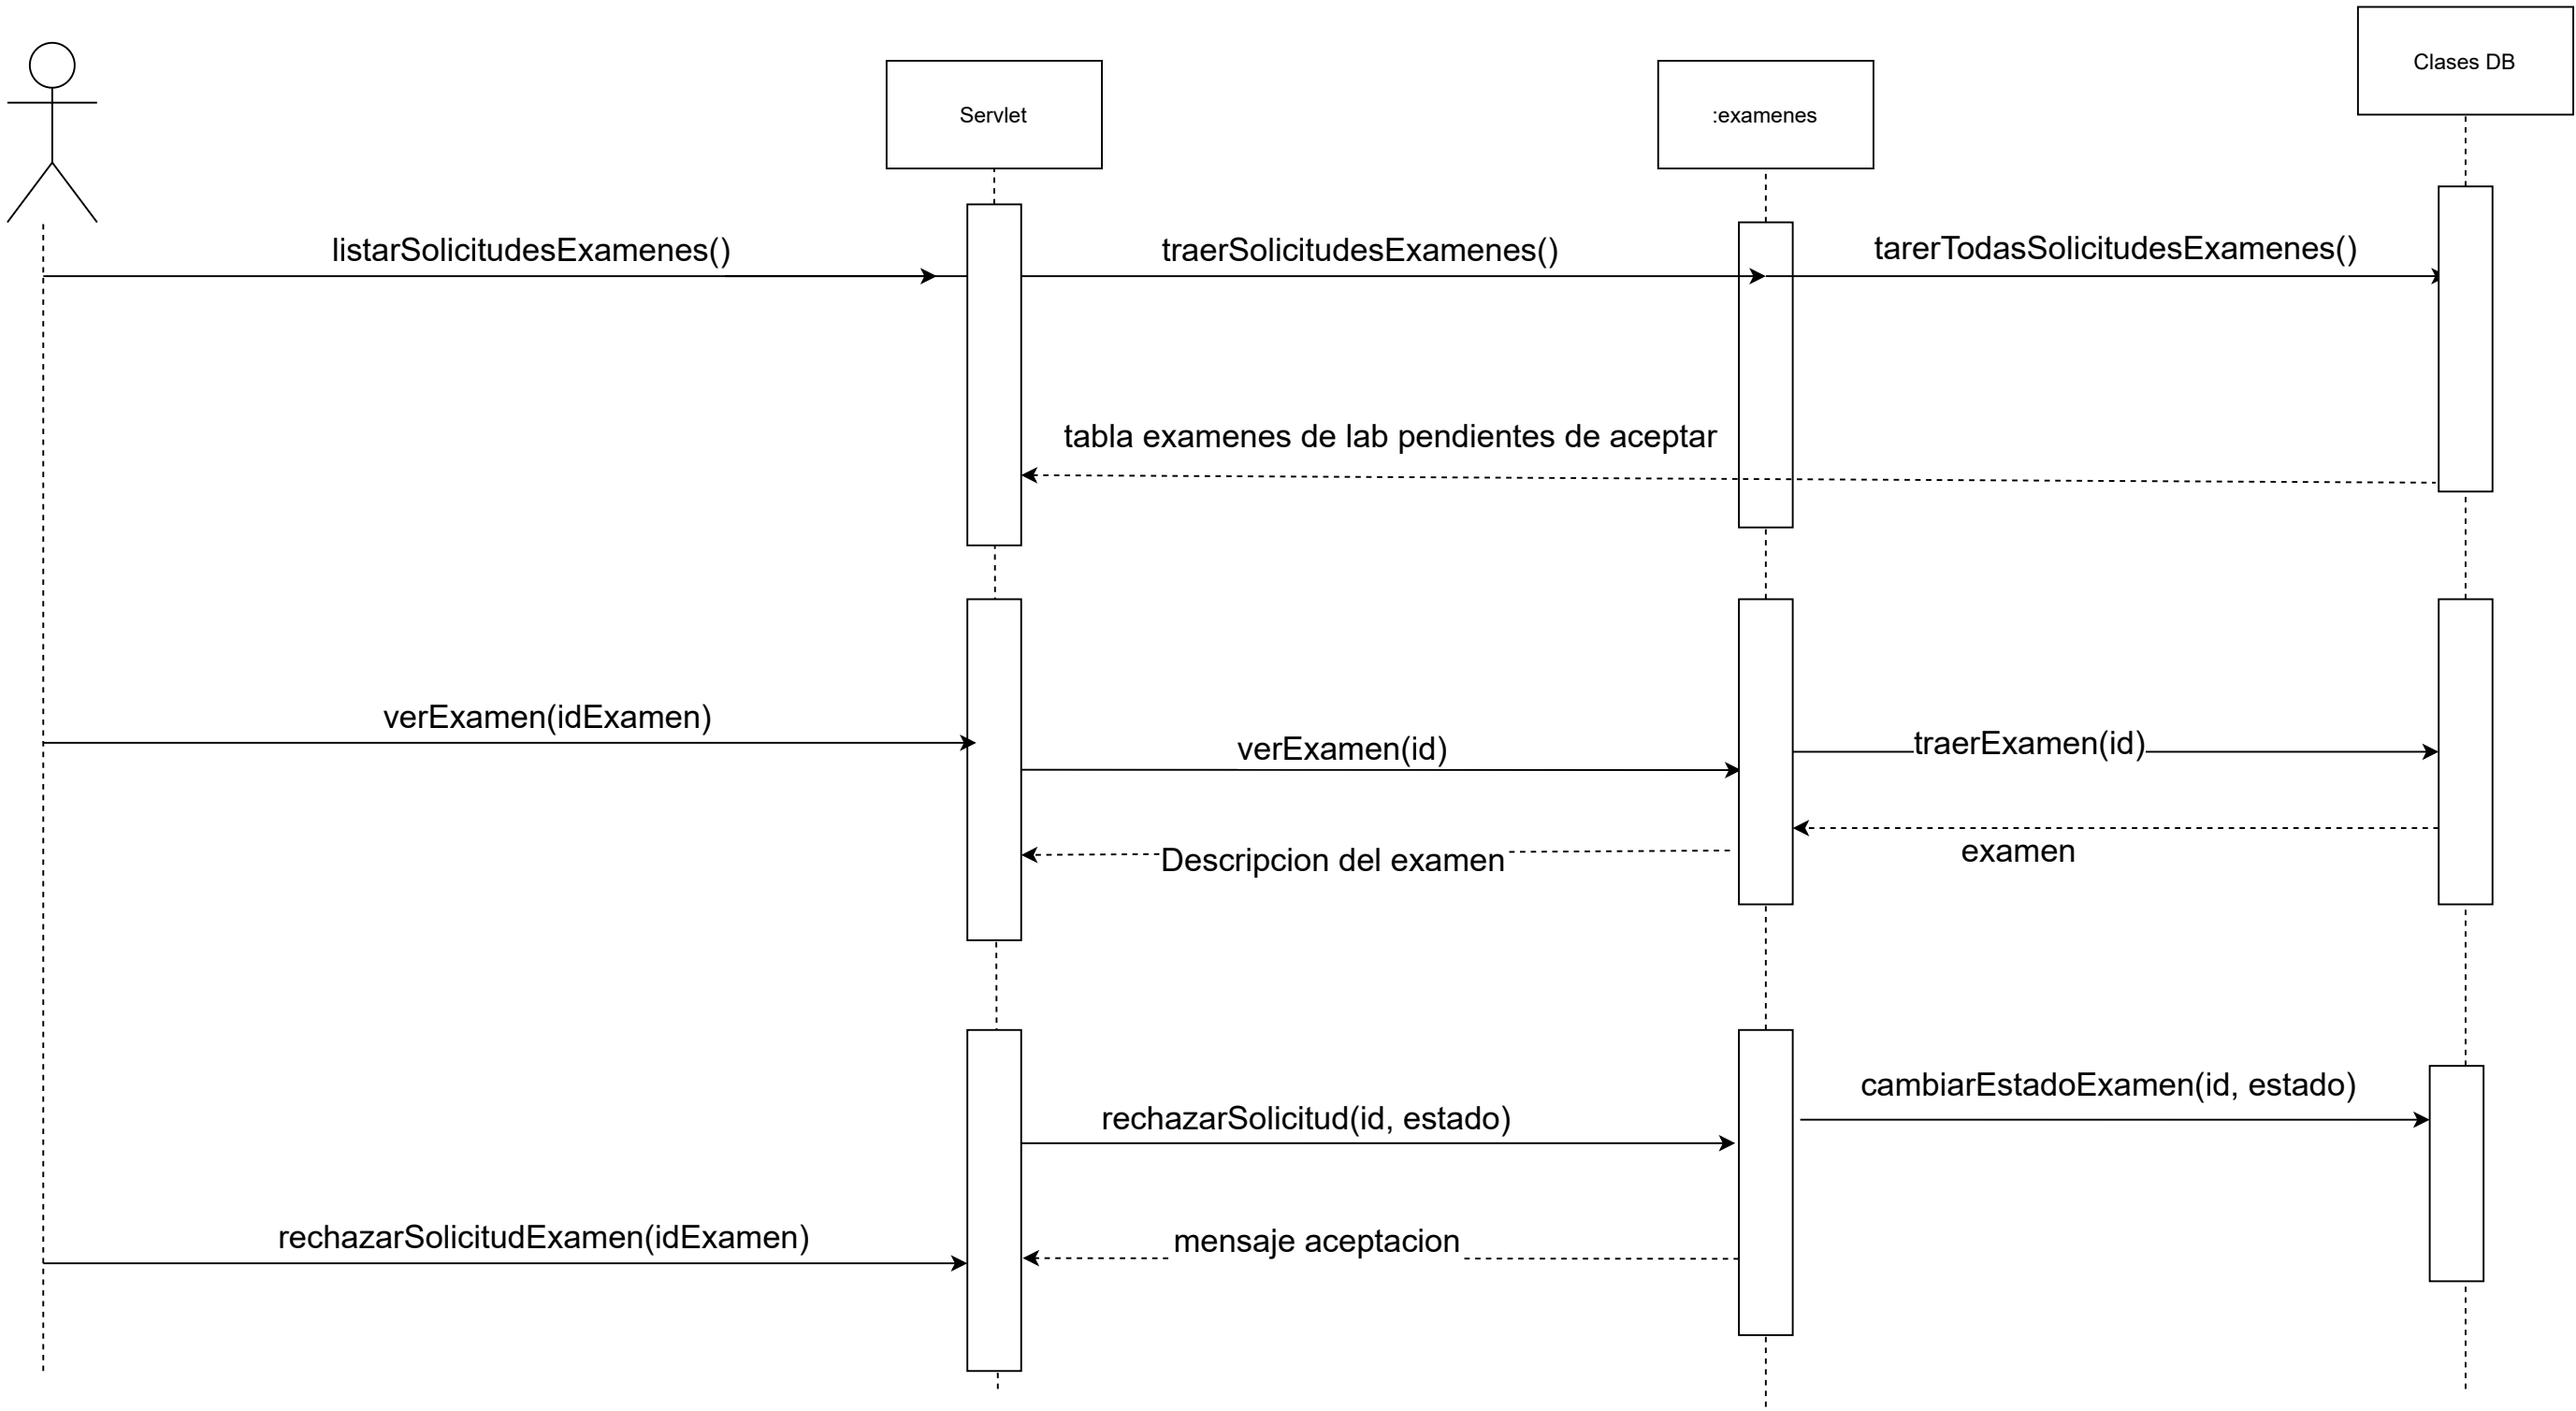 Clases DB
Servlet
:examenes
listarSolicitudesExamenes()
traerSolicitudesExamenes()
tarerTodasSolicitudesExamenes()
tabla examenes de lab pendientes de aceptar
verExamen(idExamen)
verExamen(id)
traerExamen(id)
Descripcion del examen
examen
cambiarEstadoExamen(id, estado)
rechazarSolicitud(id, estado)
rechazarSolicitudExamen(idExamen)
mensaje aceptacion